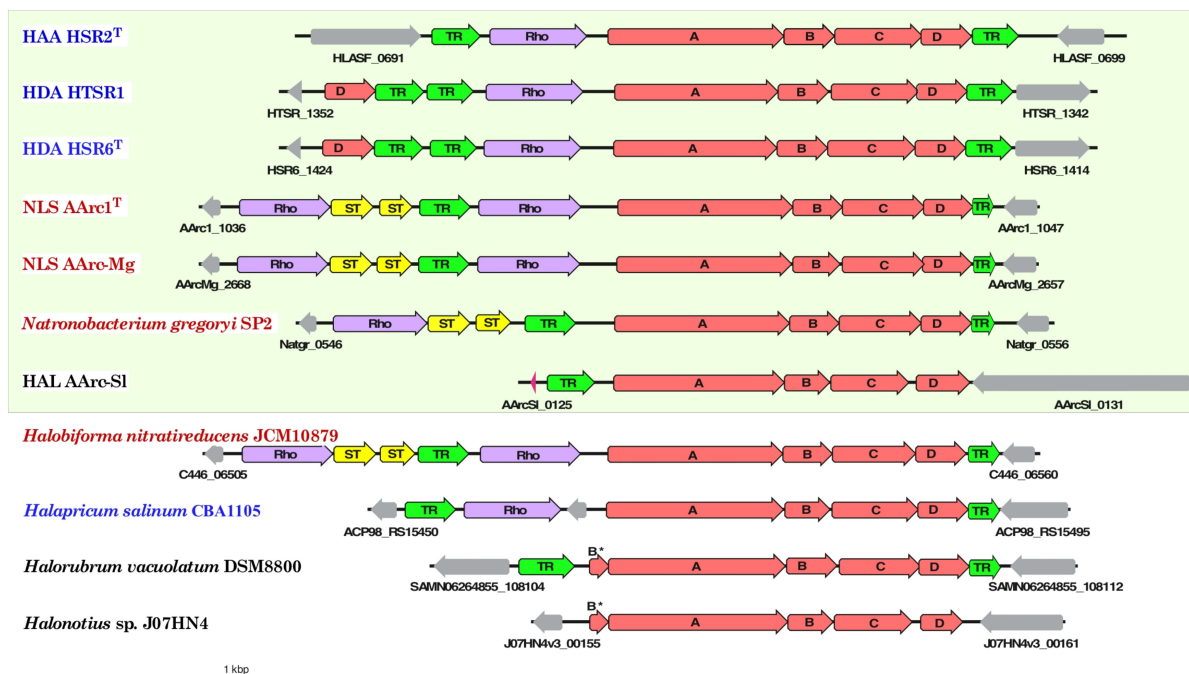 HAA HSR2T TR Rho A B C D TR
HLASF_0691 HLASF_0699
HDA HTSR1 D TR TR Rho A B C D TR
HTSR_1352 HTSR_1342
HDA HSR6T D TR TR Rho A B C D TR
HSR6_1424 HSR6_1414
NLS AArc1T Rho ST ST TR Rho A B C D TR
AArc1_1036 AArc1_1047
NLS AArc-Mg Rho ST ST TR Rho A B C D TR
AArcMg_2668 AArcMg_2657
Natronobacterium gregoryi SP2 Rho ST ST TR A B C D TR
Natgr_0546 Natgr_0556
HAL AArc-Sl TR A B C D
AArcSl_0125 AArcSl_0131
Halobiforma nitratireducens JCM10879
Rho ST ST TR Rho A B C D TR
C446_06505 C446_06560
Halapricum salinum CBA1105 TR Rho A B C D TR
ACP98_RS15450 ACP98_RS15495
B*
Halorubrum vacuolatum DSM8800 TR A B C D TR
SAMN06264855_108104 SAMN06264855_108112
B*
Halonotius sp. J07HN4 A B C D
J07HN4v3_00155 J07HN4v3_00161
1 kbp